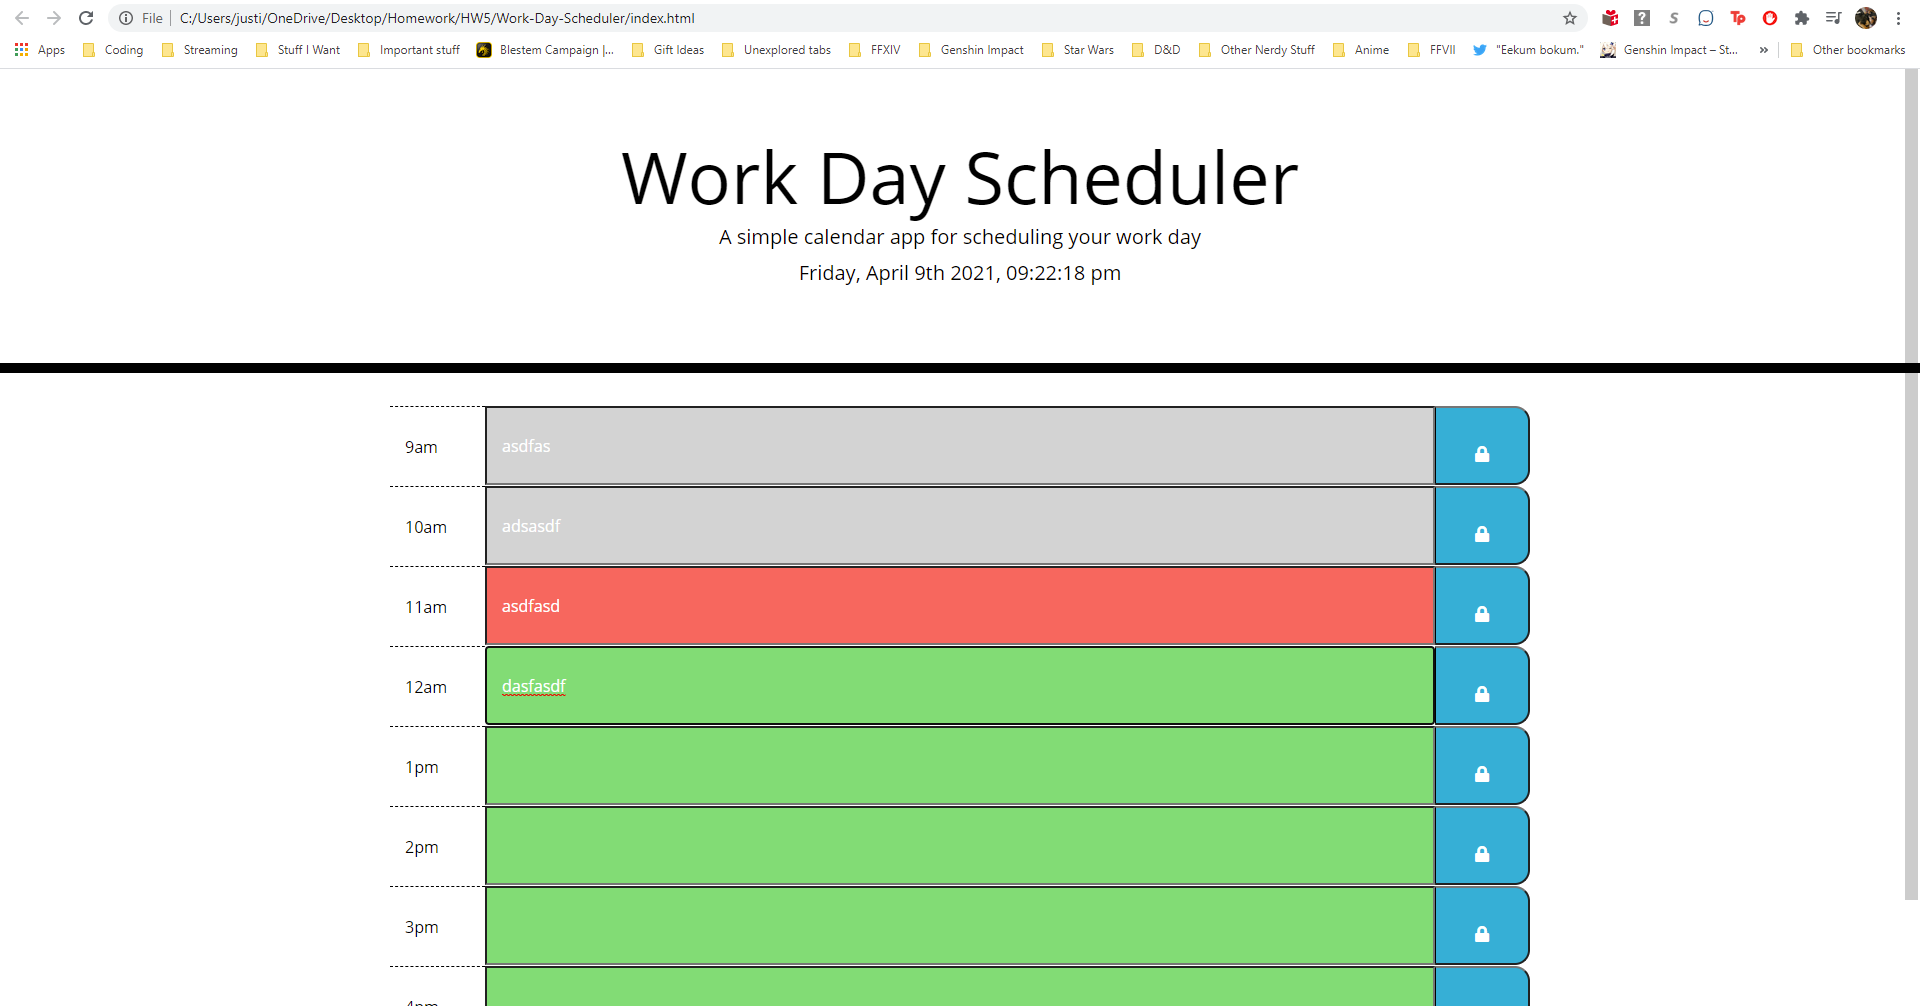 File C:/Users/justi/OneDrive/Desktop/Homework/HW5/Work-Day-Scheduler/index.html
Apps Coding Streaming Stuff I Want Important stuff Blestem Campaign |... Gift Ideas Unexplored tabs FFXIV Genshin Impact Star Wars D&D Other Nerdy Stuff Anime FFVII "Eekum bokum." Genshin Impact – St... » Other bookmarks
Work Day Scheduler
A simple calendar app for scheduling your work day
Friday, April 9th 2021, 09:22:18 pm
9am asdfas
10am adsasdf
11am asdfasd
12am dasfasdf
1pm
2pm
3pm
4pm